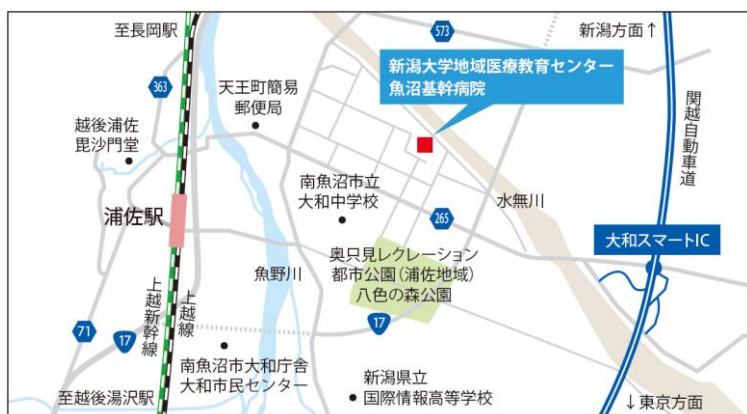 至長岡駅
573
新潟方面↑
新潟大学地域医療教育センター
魚沼基幹病院
363
天王町簡易
郵便局
関越自動車道
越後浦佐
毘沙門堂
南魚沼市立
大和中学校
水無川
浦佐駅
265
大和スマートIC
奥只見レクレーション
都市公園(浦佐地域)
八色の森公園
魚野川
上越新幹線
上越線
71
17
17
南魚沼市大和庁舎
大和市民センター
新潟県立
国際情報高等学校
至越後湯沢駅
↓東京方面